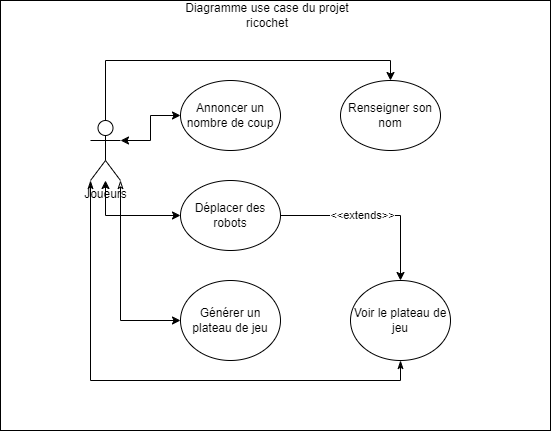 Diagramme use case du projet
ricochet
Annoncer un
nombre de coup
Renseigner son
nom
Joueurs
Déplacer des
robots
<<extends>>
Générer un
plateau de jeu
Voir le plateau de
jeu